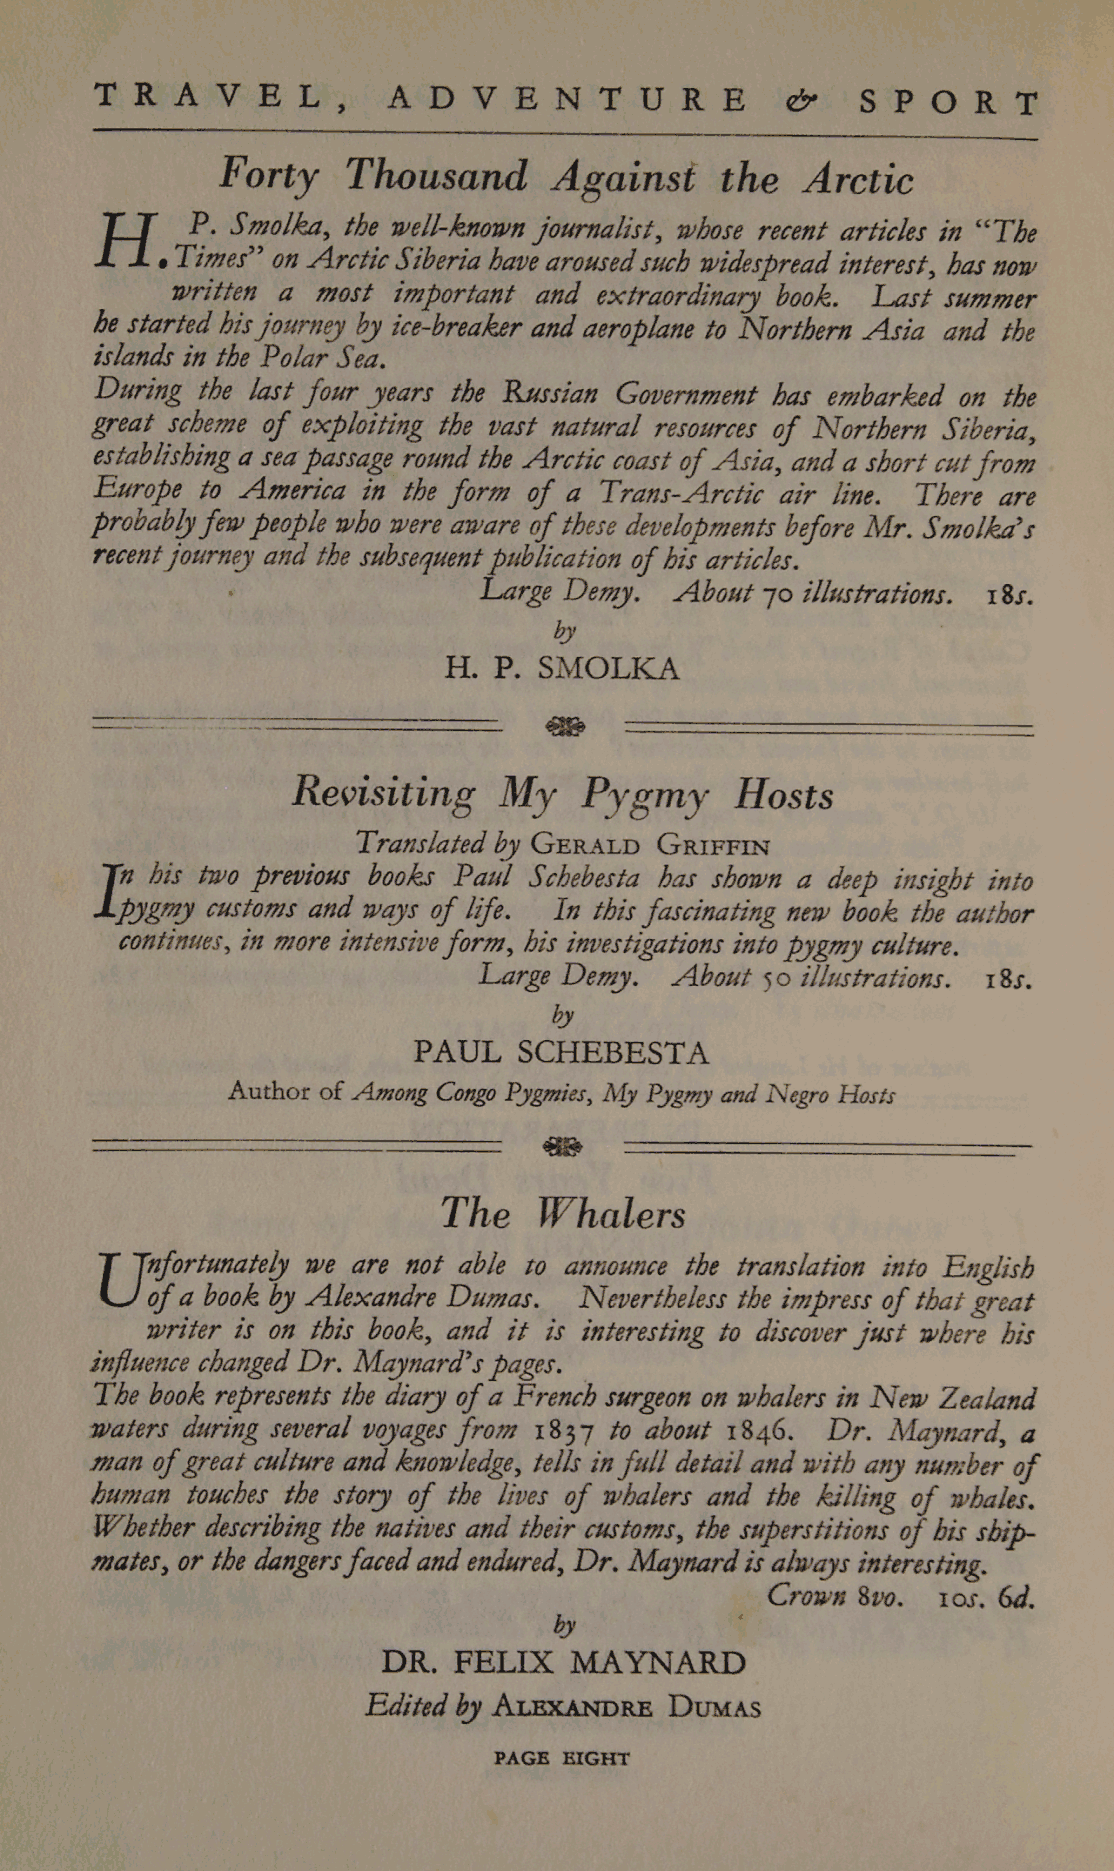 TRAVEL, ADVENTURE & SPORT
Forty Thousand Against the Arctic
H. P. Smolka, the well-known journalist, whose recent articles in “The
Times” on Arctic Siberia have aroused such widespread interest, has now
written a most important and extraordinary book. Last summer
he started his journey by ice-breaker and aeroplane to Northern Asia and the
islands in the Polar Sea.
During the last four years the Russian Government has embarked on the
great scheme of exploiting the vast natural resources of Northern Siberia,
establishing a sea passage round the Arctic coast of Asia, and a short cut from
Europe to America in the form of a Trans-Arctic air line. There are
probably few people who were aware of these developments before Mr. Smolka’s
recent journey and the subsequent publication of his articles.
Large Demy. About 70 illustrations. 18s.
by
H. P. SMOLKA
Revisiting My Pygmy Hosts
Translated by GERALD GRIFFIN
In his two previous books Paul Schebesta has shown a deep insight into
pygmy customs and ways of life. In this fascinating new book the author
continues, in more intensive form, his investigations into pygmy culture.
Large Demy. About 50 illustrations. 18s.
by
PAUL SCHEBESTA
Author of Among Congo Pygmies, My Pygmy and Negro Hosts
The Whalers
Unfortunately we are not able to announce the translation into English
of a book by Alexandre Dumas. Nevertheless the impress of that great
writer is on this book, and it is interesting to discover just where his
influence changed Dr. Maynard’s pages.
The book represents the diary of a French surgeon on whalers in New Zealand
waters during several voyages from 1837 to about 1846. Dr. Maynard, a
man of great culture and knowledge, tells in full detail and with any number of
human touches the story of the lives of whalers and the killing of whales.
Whether describing the natives and their customs, the superstitions of his ship-
mates, or the dangers faced and endured, Dr. Maynard is always interesting.
Crown 8vo. 10s. 6d.
by
DR. FELIX MAYNARD
Edited by ALEXANDRE DUMAS
PAGE EIGHT